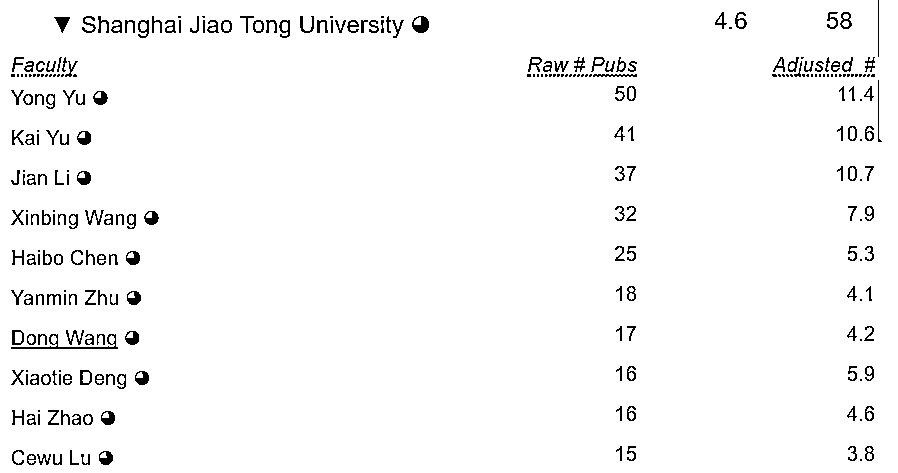 ▼ Shanghai Jiao Tong University 4.6 58
Faculty Raw # Pubs Adjusted #
Yong Yu 50 11.4
Kai Yu 41 10.6
Jian Li 37 10.7
Xinbing Wang 32 7.9
Haibo Chen 25 5.3
Yanmin Zhu 18 4.1
Dong Wang 17 4.2
Xiaotie Deng 16 5.9
Hai Zhao 16 4.6
Cewu Lu 15 3.8